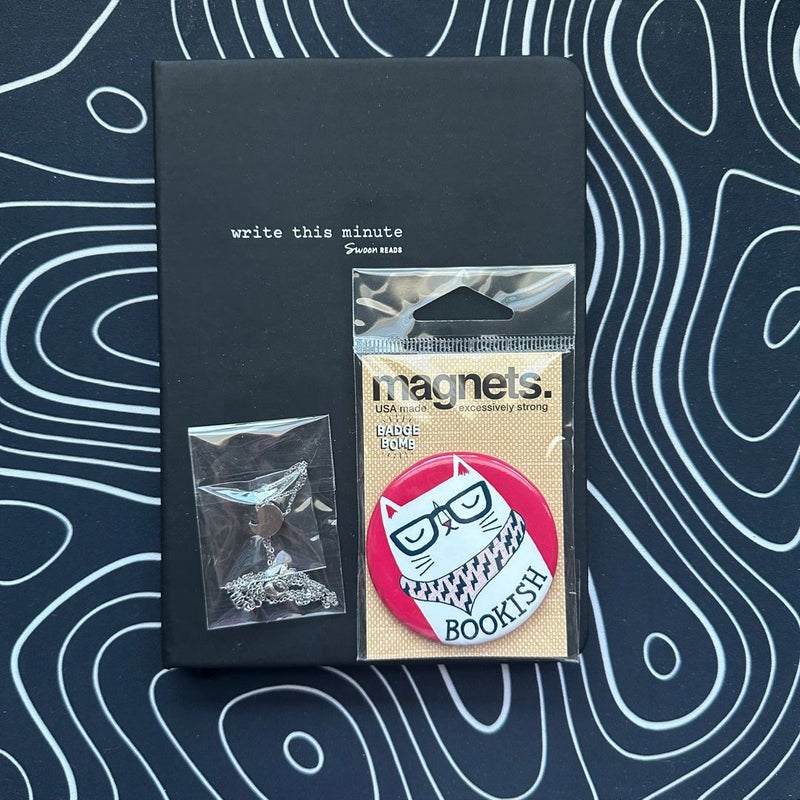 write this minute
Swoon READS
magnets.
USA made excessively strong
BADGE
BOMB
BOOKISH